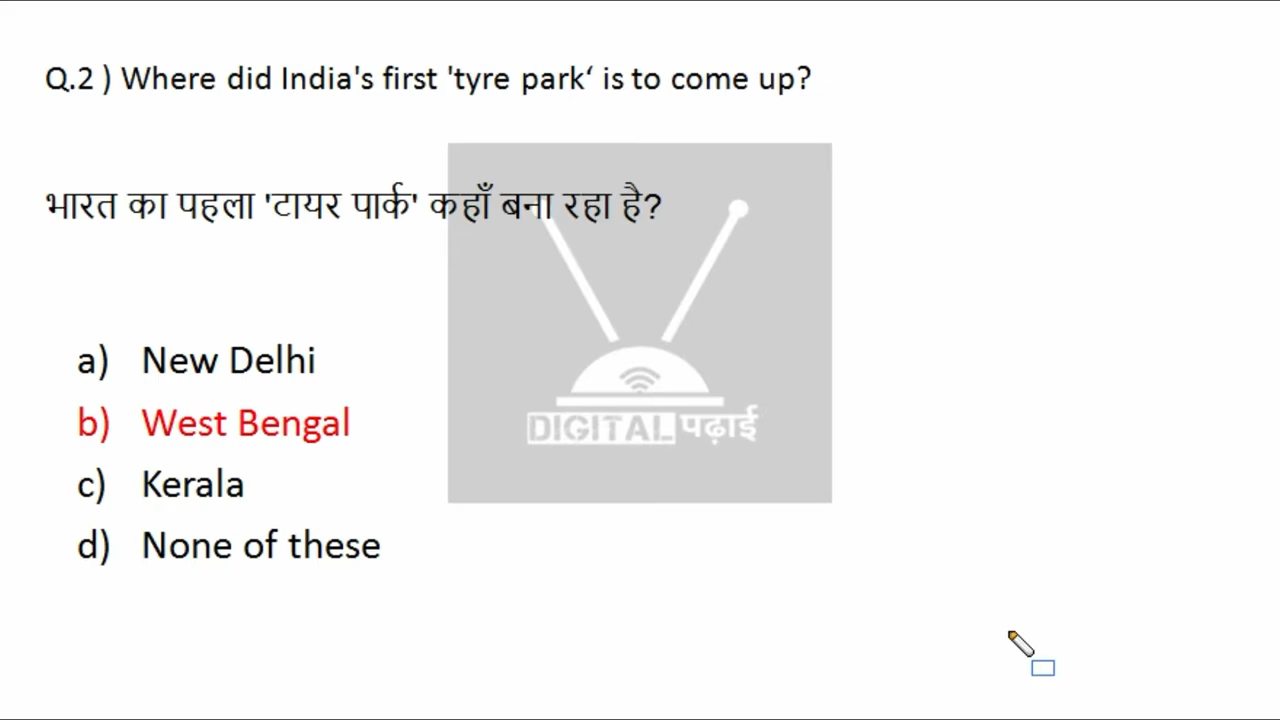 Q.2 ) Where did India's first 'tyre park‘ is to come up?
भारत का पहला 'टायर पार्क' कहाँ बना रहा है?
a) New Delhi
b) West Bengal
c) Kerala
d) None of these
DIGITAL पढ़ाई